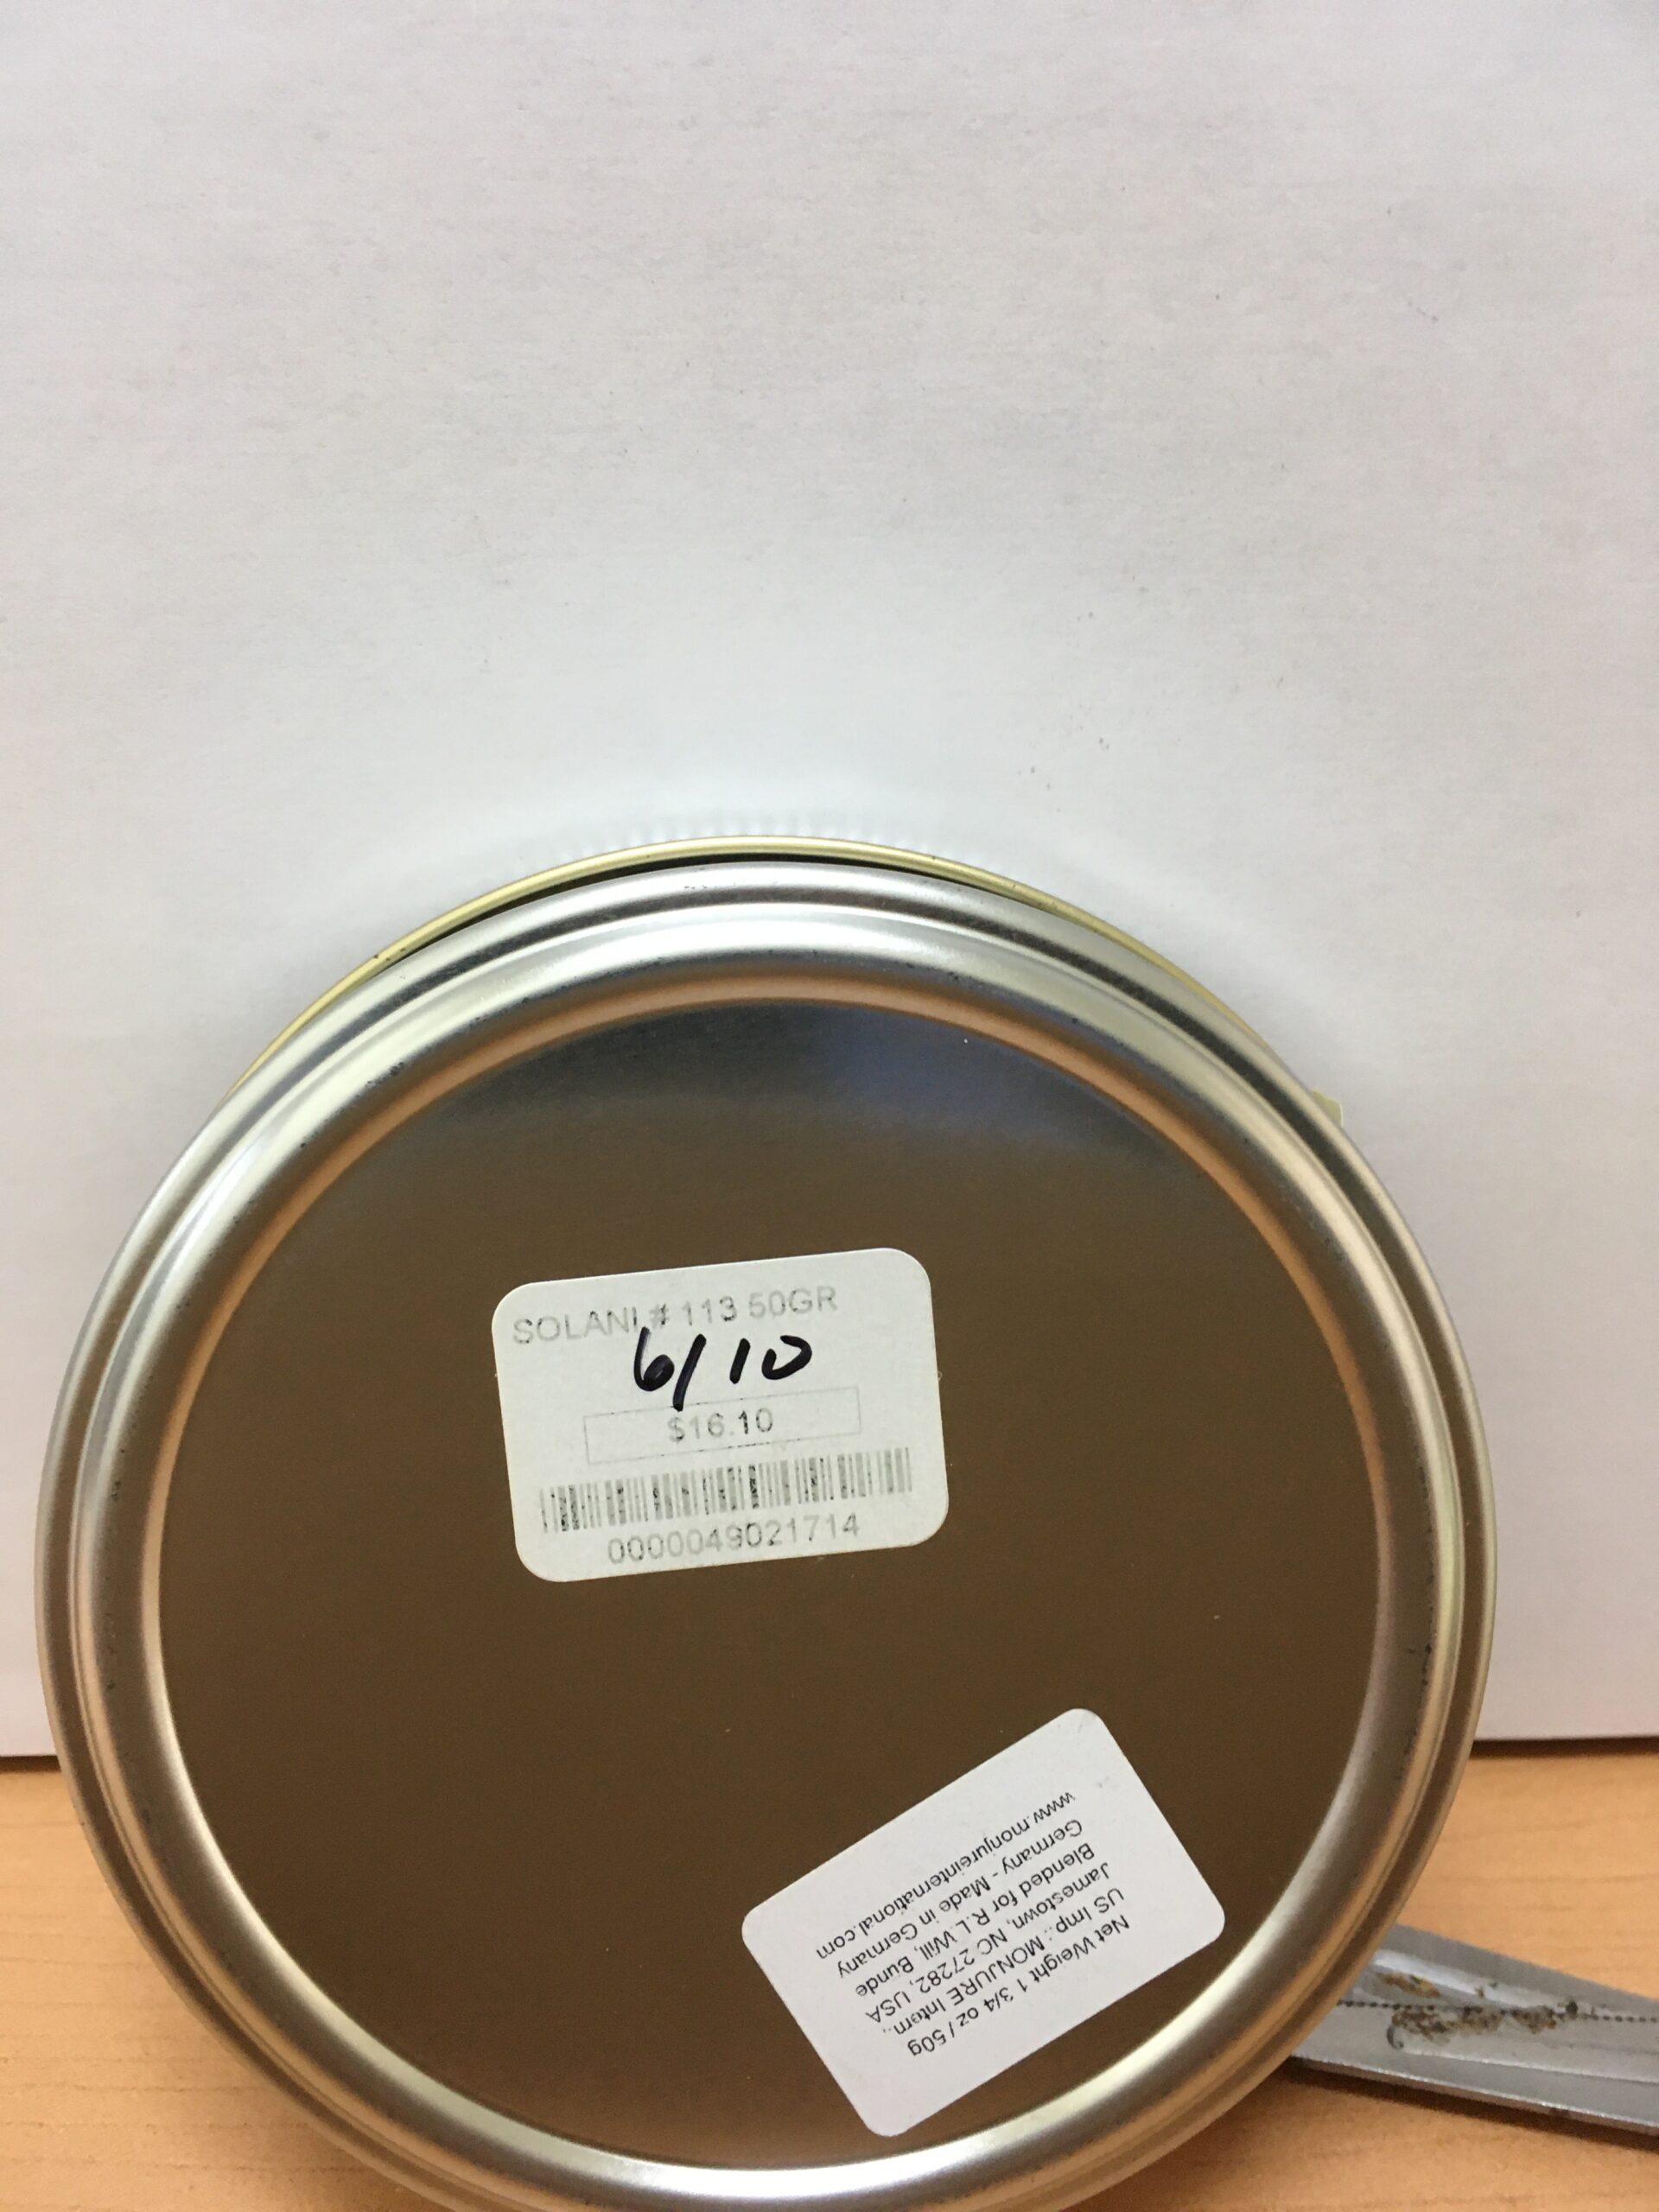 SOLANI # 113 50GR
6/10
$16.10
0000049021714
Net Weight 1 3/4 oz / 50g
US Imp.: MONJURE Intern.,
Jamestown, NC 27282, USA
Blended for R.L. Will, Bünde
Germany - Made in Germany
www.monjureinternational.com